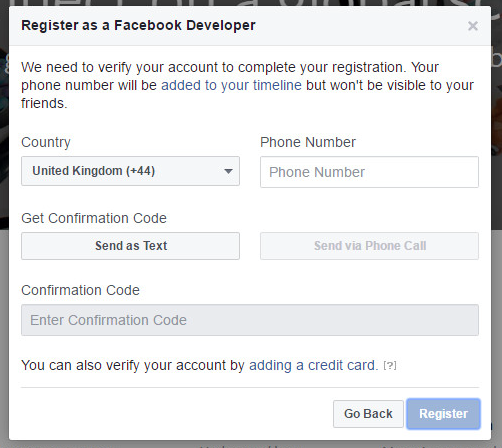 Register as a Facebook Developer
We need to verify your account to complete your registration. Your
phone number will be added to your timeline but won't be visible to your
friends.
Country
Phone Number
United Kingdom (+44)
Phone Number
Get Confirmation Code
Send as Text
Send via Phone Call
Confirmation Code
Enter Confirmation Code
You can also verify your account by adding a credit card. [?]
Go Back
Register